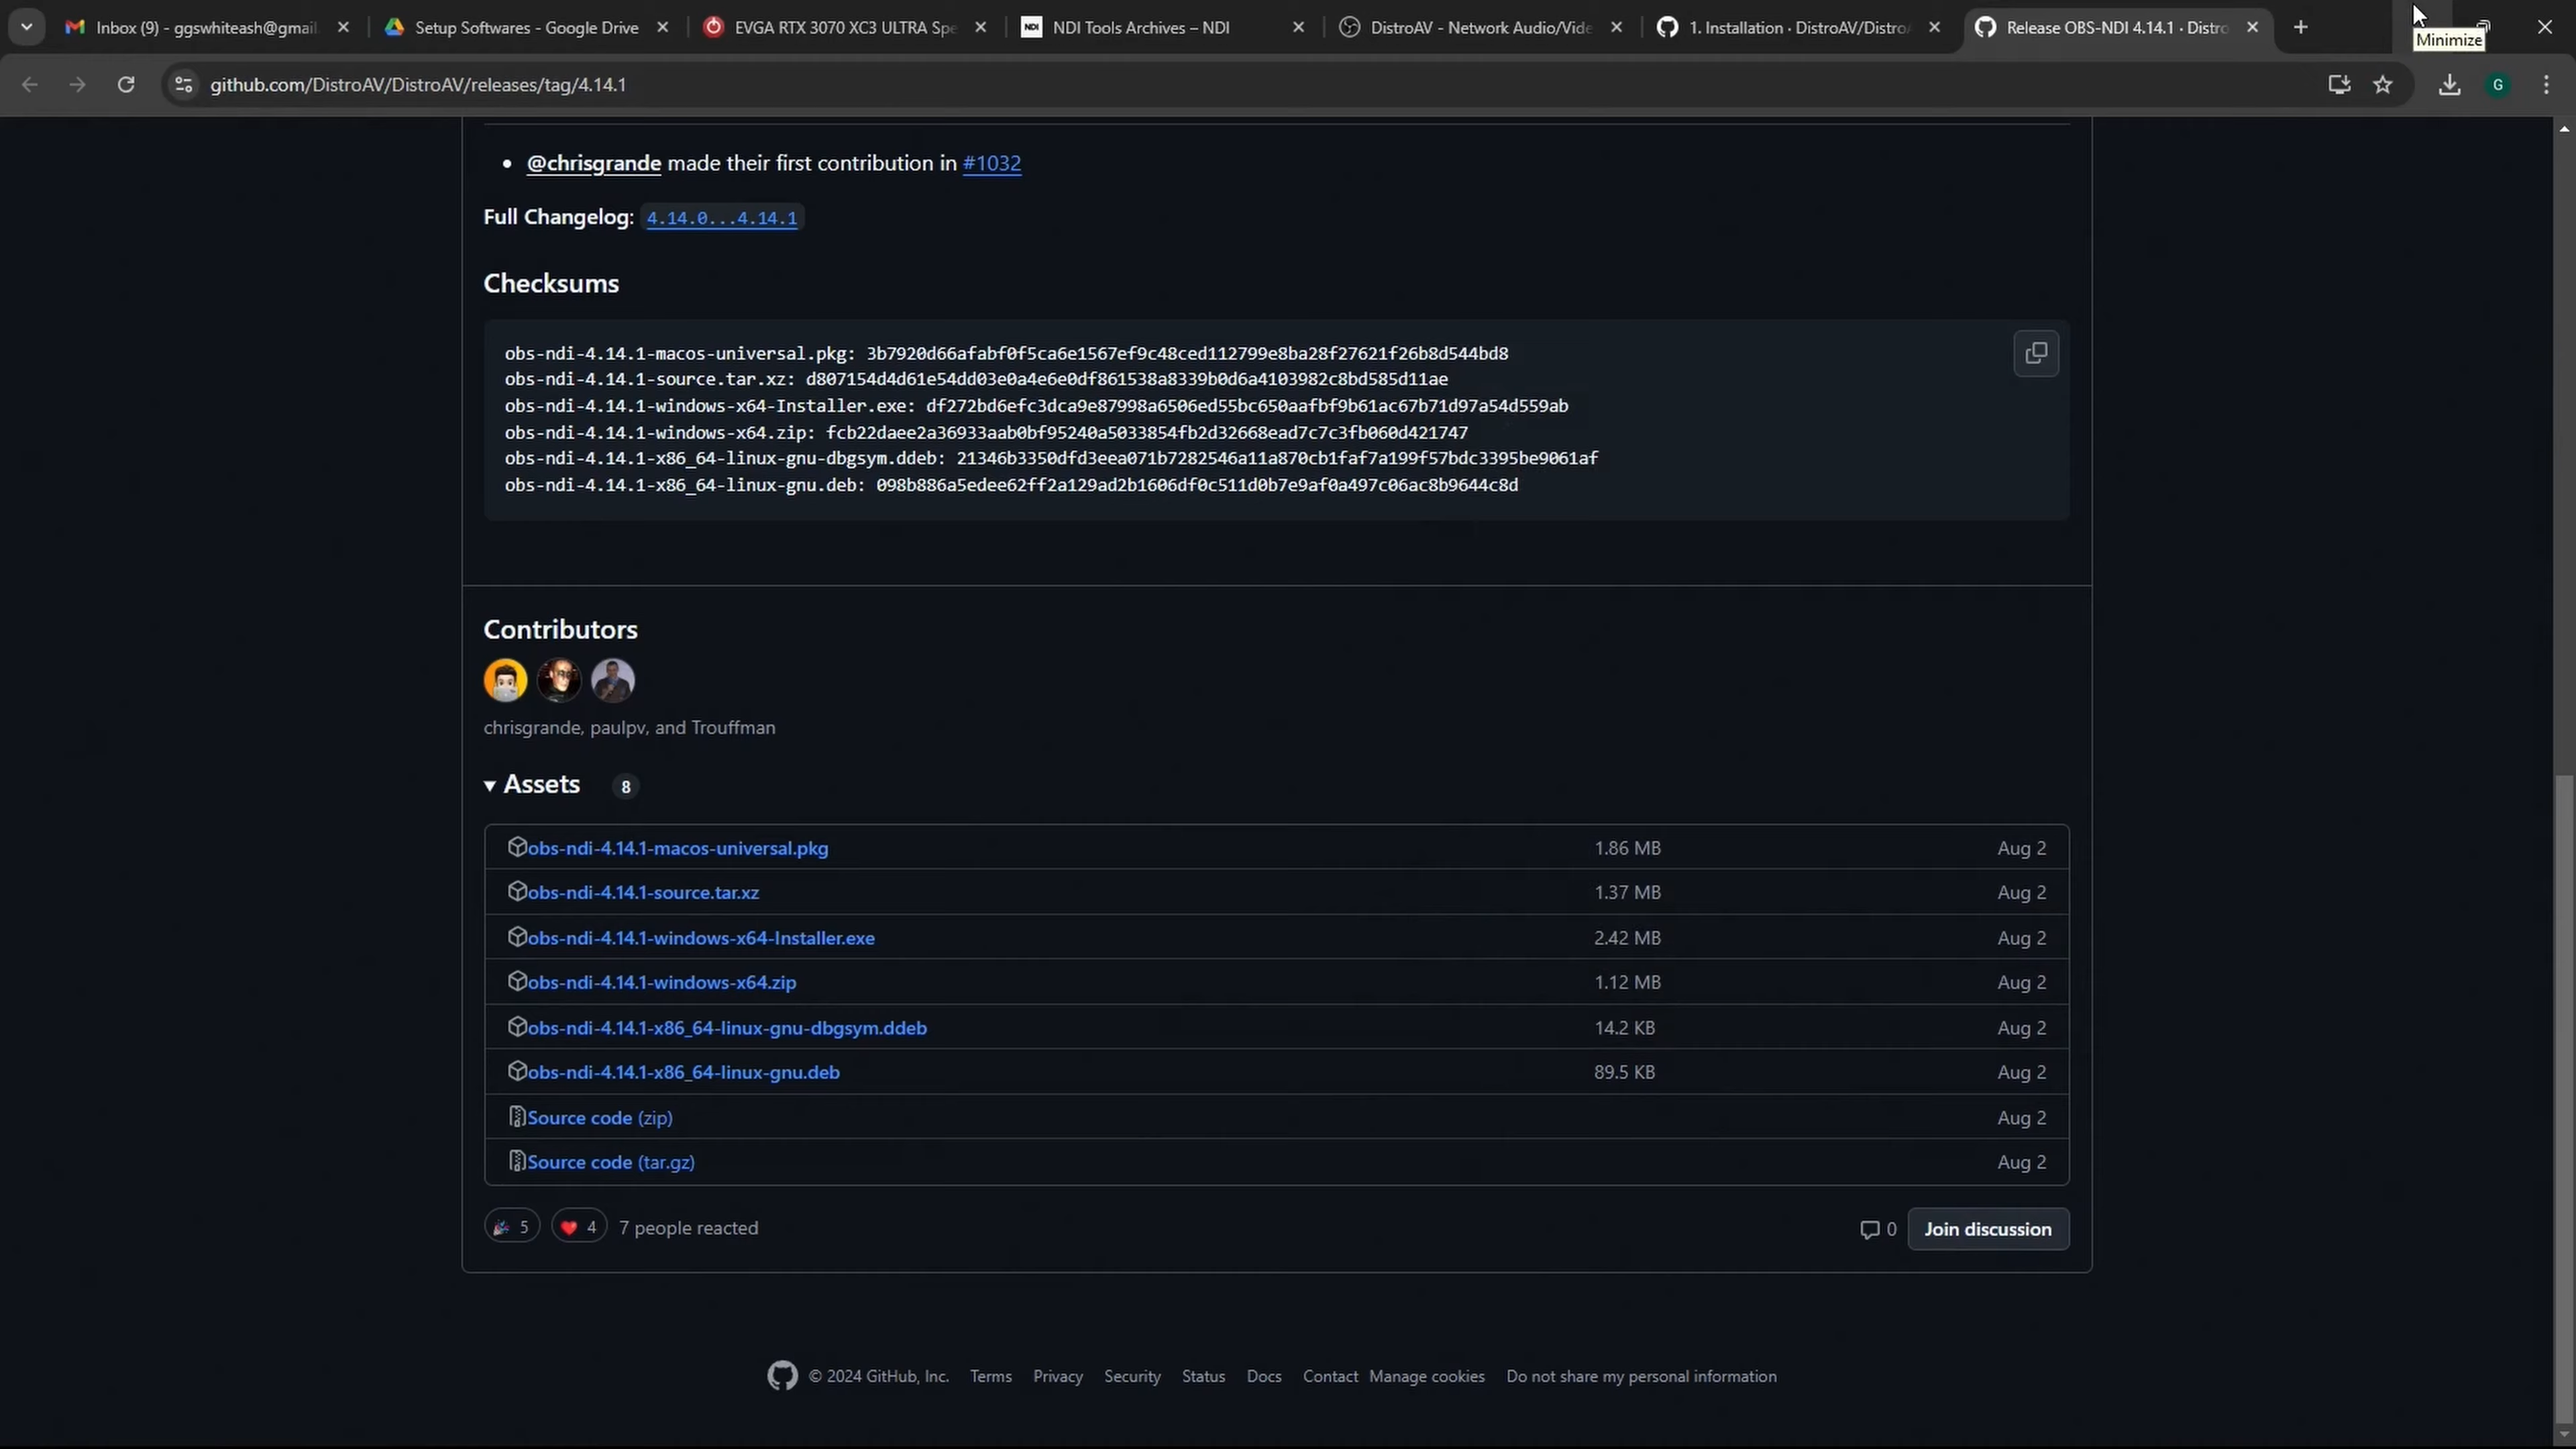 Inbox (9) - ggswhiteash@gmail.
Setup Softwares - Google Drive
EVGA RTX 3070 XC3 ULTRA Spe
NDI Tools Archives – NDI
DistroAV - Network Audio/Vide
1. Installation · DistroAV/DistroA
Release OBS-NDI 4.14.1 · Distro
Minimize
github.com/DistroAV/DistroAV/releases/tag/4.14.1
G
@chrisgrande made their first contribution in #1032
Full Changelog: 4.14.0...4.14.1
Checksums
obs-ndi-4.14.1-macos-universal.pkg: 3b7920d66afabf0f5ca6e1567ef9c48ced112799e8ba28f27621f26b8d544bd8
obs-ndi-4.14.1-source.tar.xz: d807154d4d61e54dd03e0a4e6e0df861538a8339b0d6a4103982c8bd585d11ae
obs-ndi-4.14.1-windows-x64-Installer.exe: df272bd6efc3dca9e87998a6506ed55bc650aafbf9b61ac67b71d97a54d559ab
obs-ndi-4.14.1-windows-x64.zip: fcb22daee2a36933aab0bf95240a5033854fb2d32668ead7c7c3fb060d421747
obs-ndi-4.14.1-x86_64-linux-gnu-dbgsym.ddeb: 21346b3350dfd3eea071b7282546a11a870cb1faf7a199f57bdc3395be9061af
obs-ndi-4.14.1-x86_64-linux-gnu.deb: 098b886a5edee62ff2a129ad2b1606df0c511d0b7e9af0a497c06ac8b9644c8d
Contributors
chrisgrande, paulpv, and Trouffman
Assets 8
obs-ndi-4.14.1-macos-universal.pkg 1.86 MB Aug 2
obs-ndi-4.14.1-source.tar.xz 1.37 MB Aug 2
obs-ndi-4.14.1-windows-x64-Installer.exe 2.42 MB Aug 2
obs-ndi-4.14.1-windows-x64.zip 1.12 MB Aug 2
obs-ndi-4.14.1-x86_64-linux-gnu-dbgsym.ddeb 14.2 KB Aug 2
obs-ndi-4.14.1-x86_64-linux-gnu.deb 89.5 KB Aug 2
Source code (zip) Aug 2
Source code (tar.gz) Aug 2
5 4 7 people reacted 0 Join discussion
© 2024 GitHub, Inc. Terms Privacy Security Status Docs Contact Manage cookies Do not share my personal information